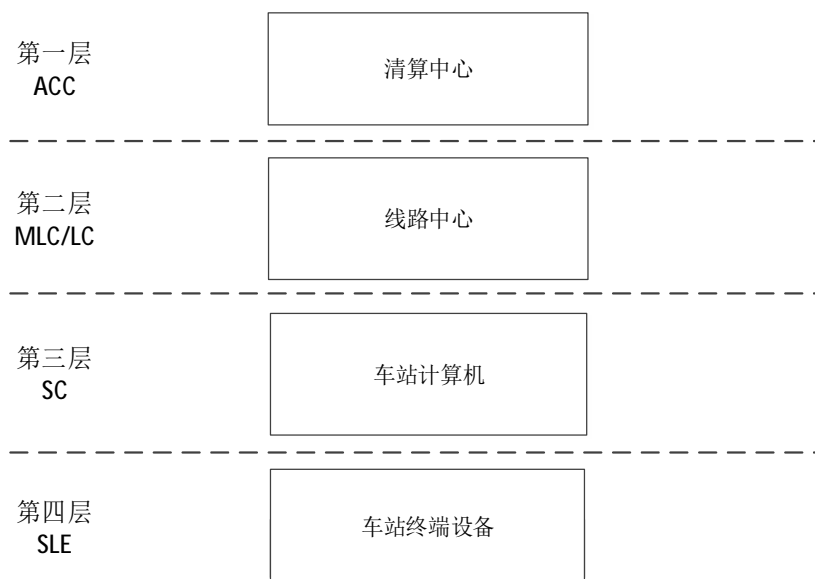 第一层
ACC
清算中心
第二层
MLC/LC
线路中心
第三层
SC
车站计算机
第四层
SLE
车站终端设备